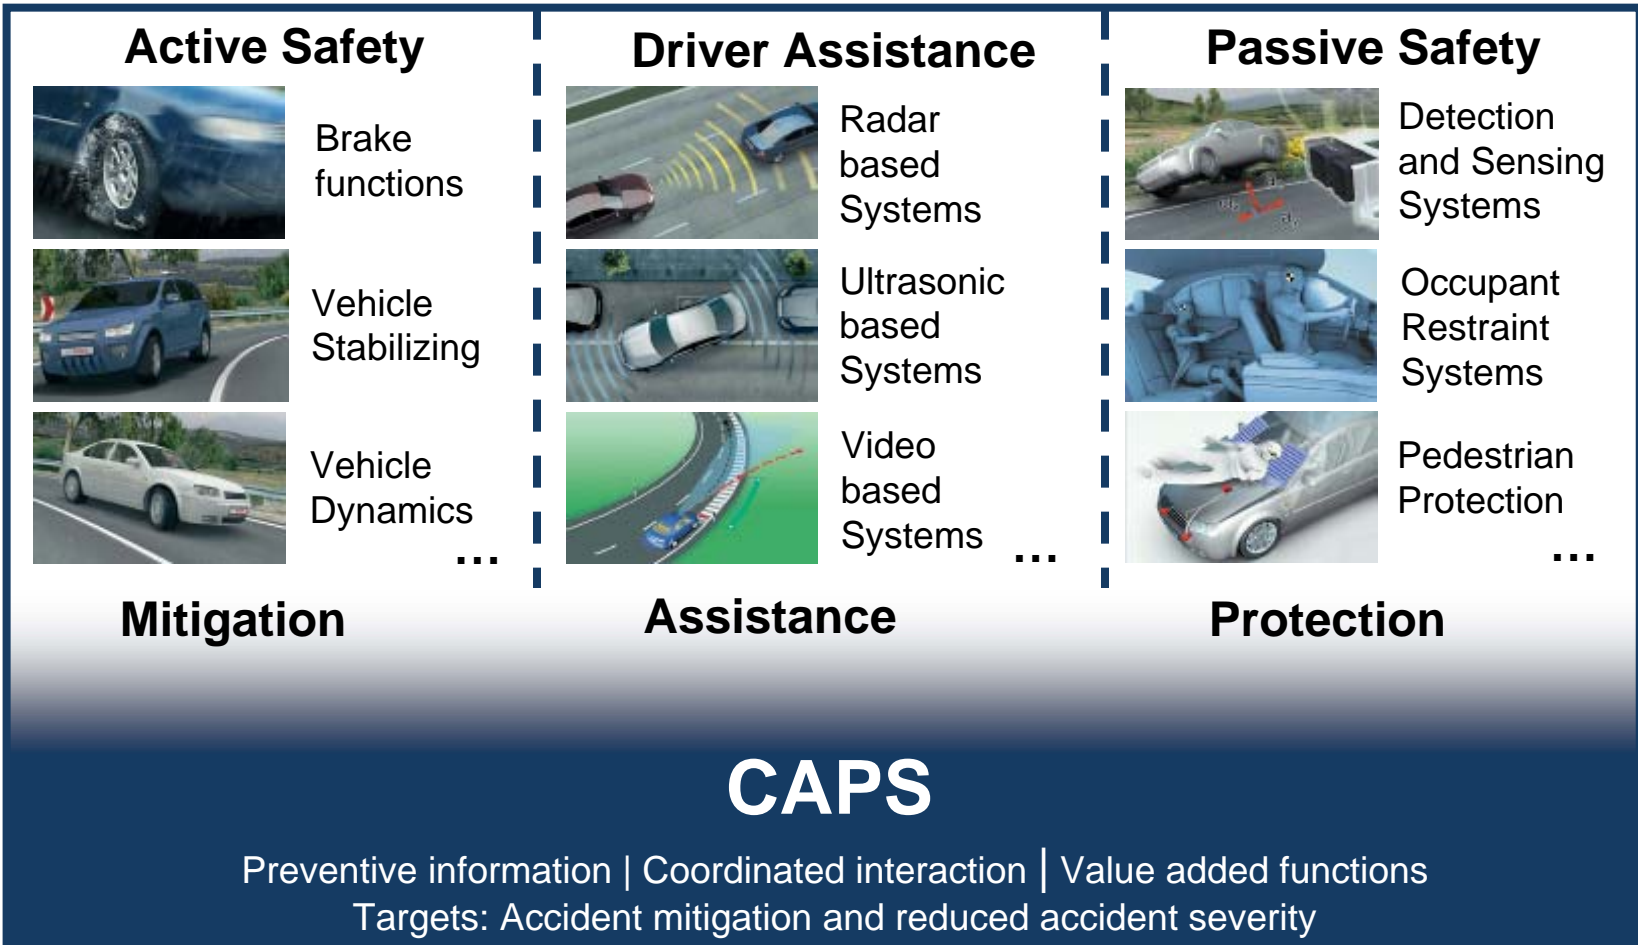 Active Safety
Brake
functions
Vehicle
Stabilizing
Vehicle
Dynamics
...
Mitigation
Driver Assistance
Radar
based
Systems
Ultrasonic
based
Systems
Video
based
Systems
...
Assistance
Passive Safety
Detection
and Sensing
Systems
Occupant
Restraint
Systems
Pedestrian
Protection
...
Protection
CAPS
Preventive information | Coordinated interaction | Value added functions
Targets: Accident mitigation and reduced accident severity